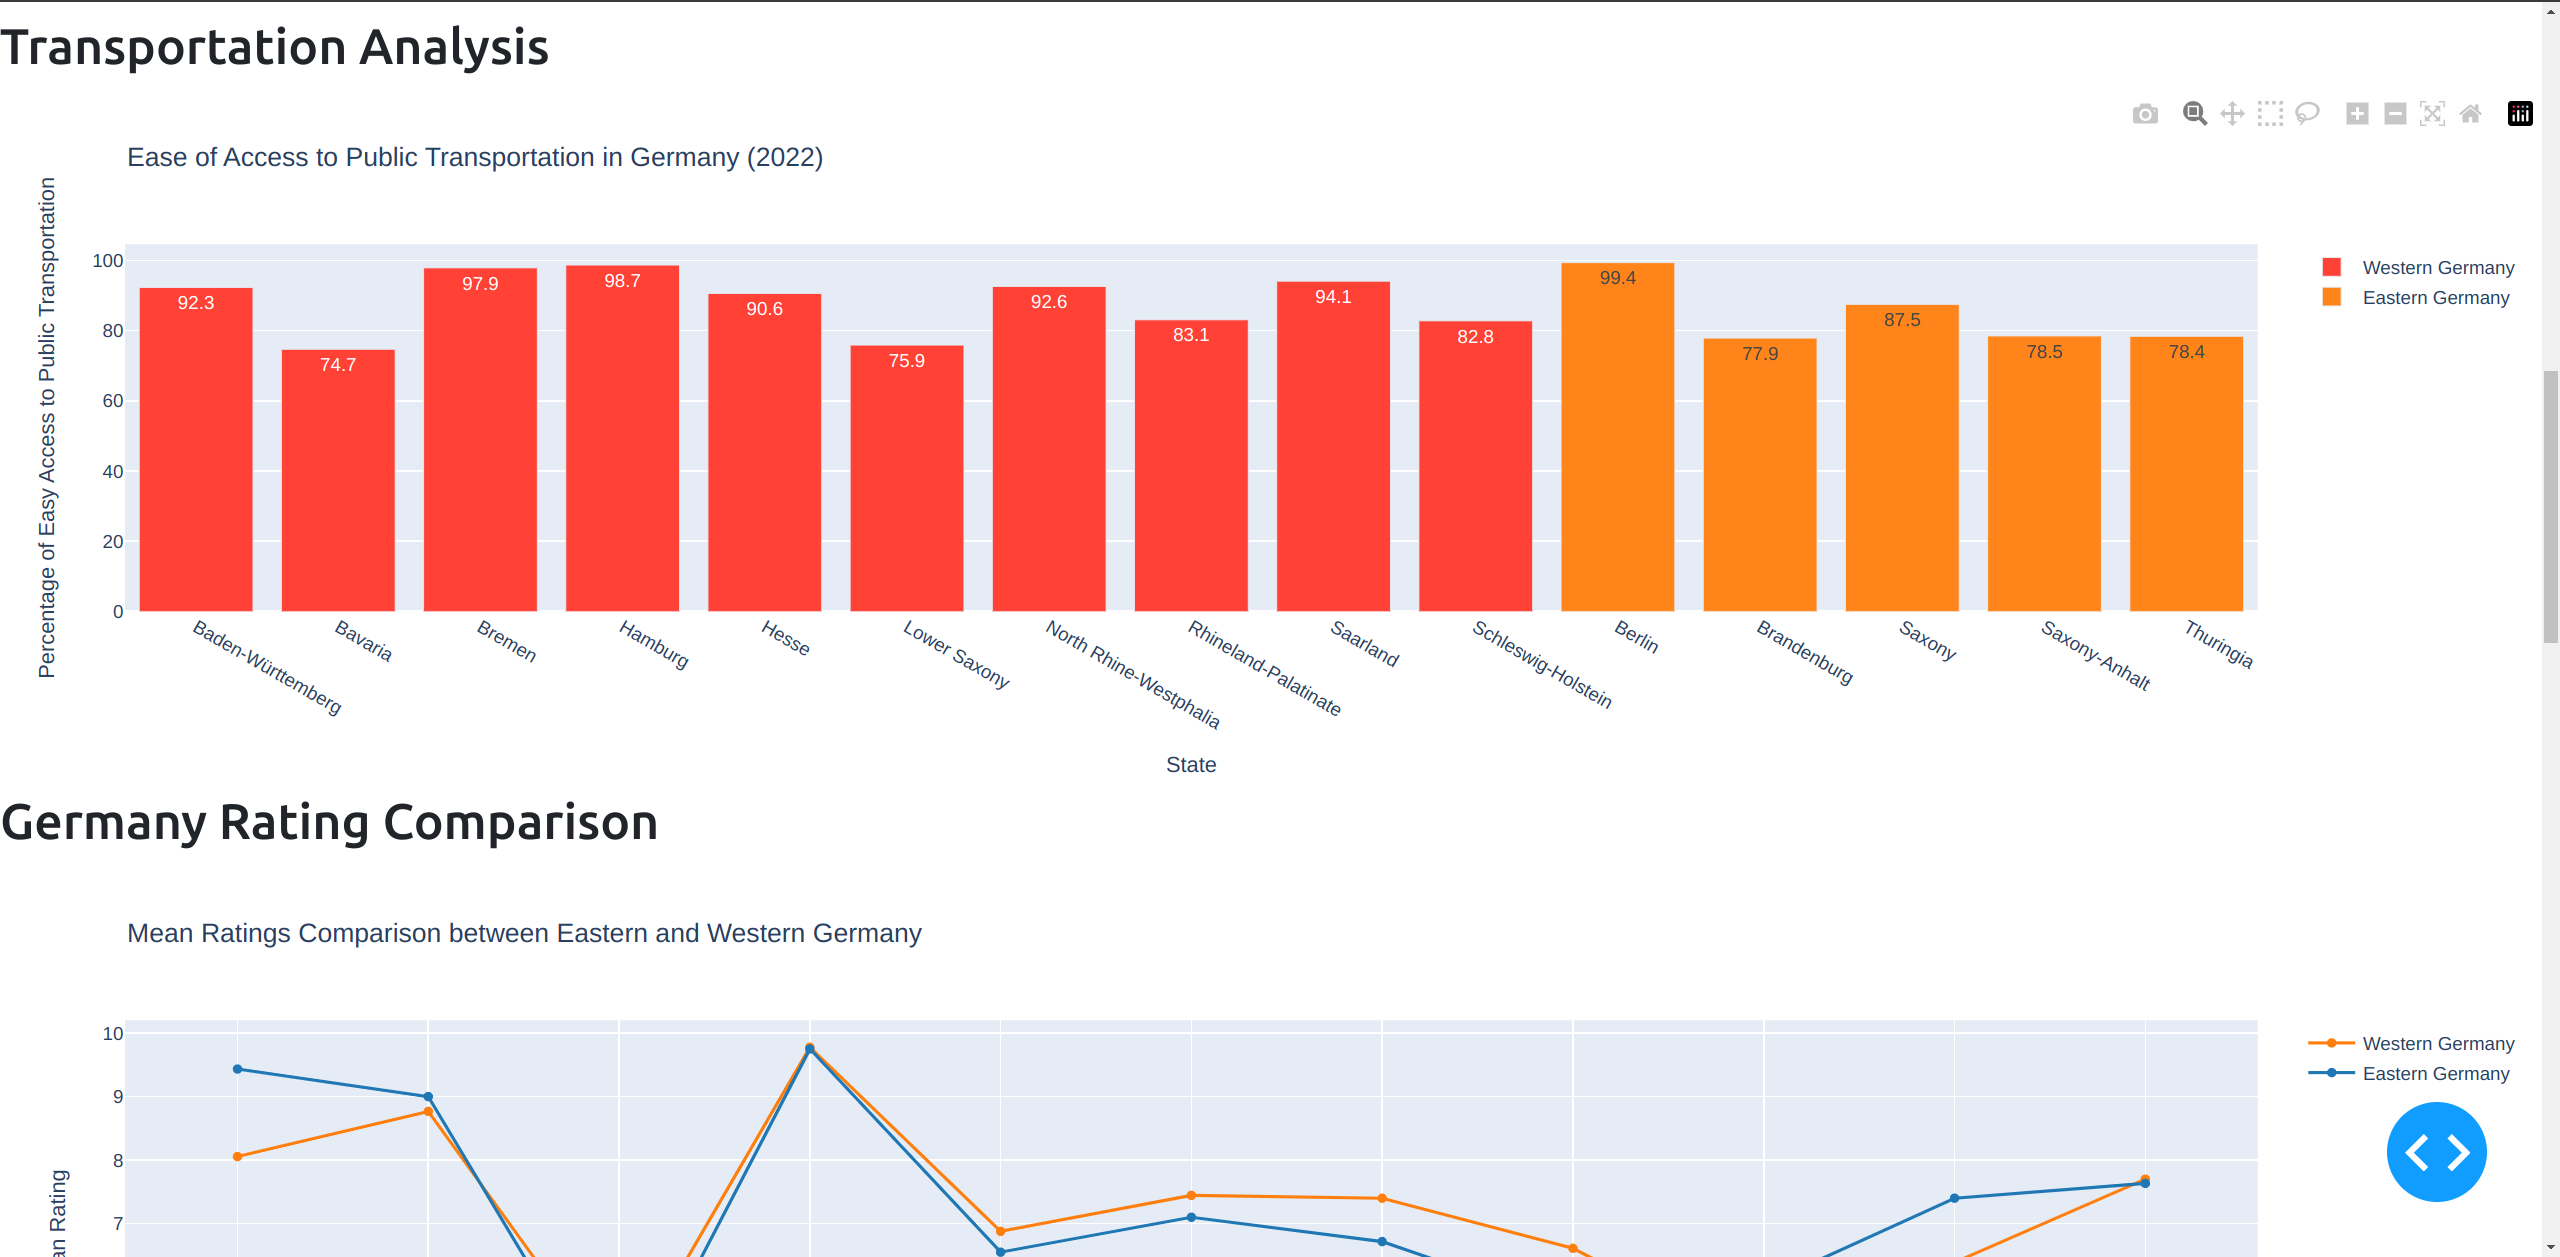 Transportation Analysis
Ease of Access to Public Transportation in Germany (2022)
Percentage of Easy Access to Public Transportation
100
80
60
40
20
0
92.3
74.7
97.9
98.7
90.6
75.9
92.6
83.1
94.1
82.8
99.4
77.9
87.5
78.5
78.4
Western Germany
Eastern Germany
Baden-Württemberg
Bavaria
Bremen
Hamburg
Hesse
Lower Saxony
North Rhine-Westphalia
Rhineland-Palatinate
Saarland
Schleswig-Holstein
Berlin
Brandenburg
Saxony
Saxony-Anhalt
Thuringia
State
Germany Rating Comparison
Mean Ratings Comparison between Eastern and Western Germany
10
9
8
7
Rating
Western Germany
Eastern Germany